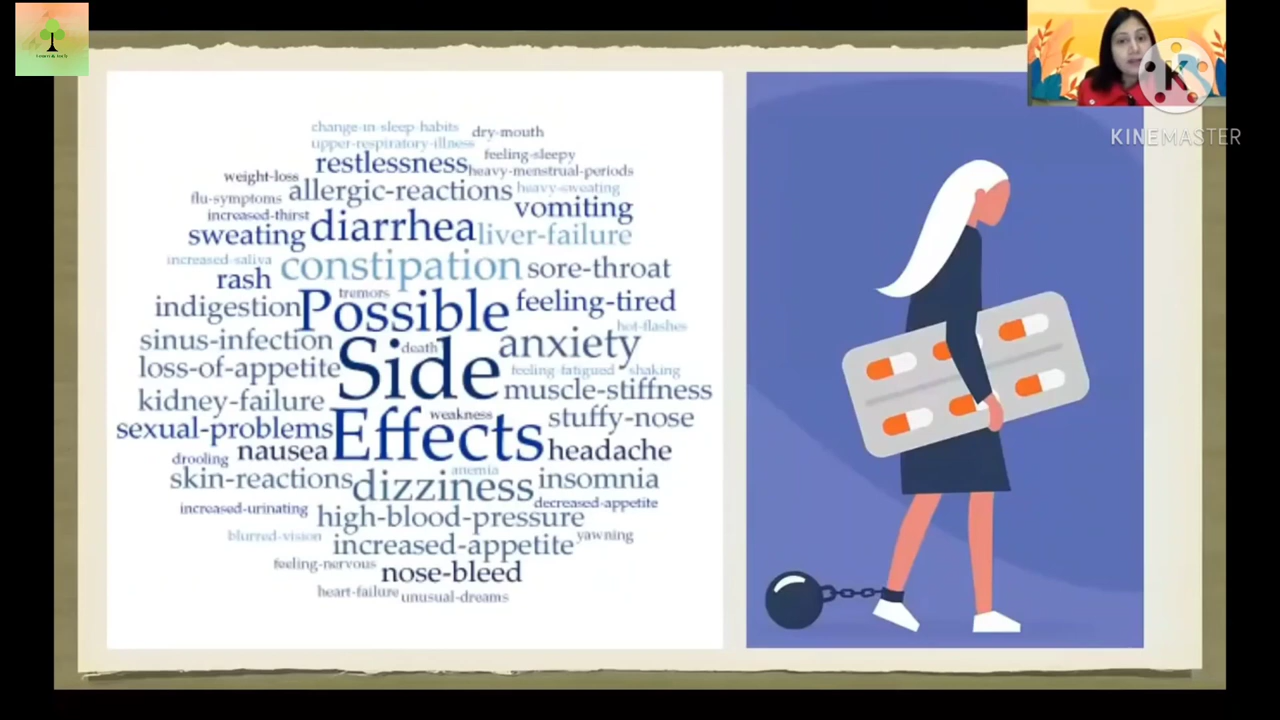 KINEMASTER
change-in-sleep-habits dry-mouth
upper-respiratory-illness feeling-sleepy
restlessness heavy-menstrual-periods
weight-loss allergic-reactions heavy-sweating
flu-symptoms vomiting
increased-thirst diarrhea
sweating liver-failure
increased-saliva constipation sore-throat
rash tremors
indigestion Possible feeling-tired
hot-flashes
sinus-infection death anxiety
loss-of-appetite Side feeling-fatigued shaking
muscle-stiffness
kidney-failure weakness stuffy-nose
sexual-problems Effects
drooling nausea headache
anemia
skin-reactions dizziness insomnia
increased-urinating decreased-appetite
high-blood-pressure
blurred-vision increased-appetite yawning
feeling-nervous nose-bleed
heart-failure unusual-dreams